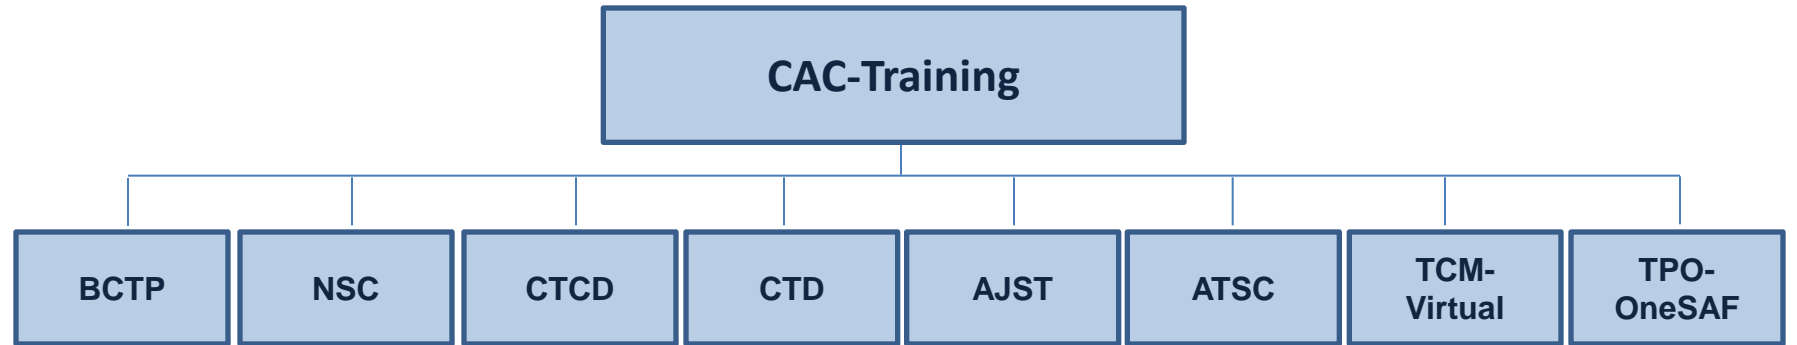 CAC-Training
BCTP
NSC
CTCD
CTD
AJST
ATSC
TCM-
Virtual
TPO-
OneSAF